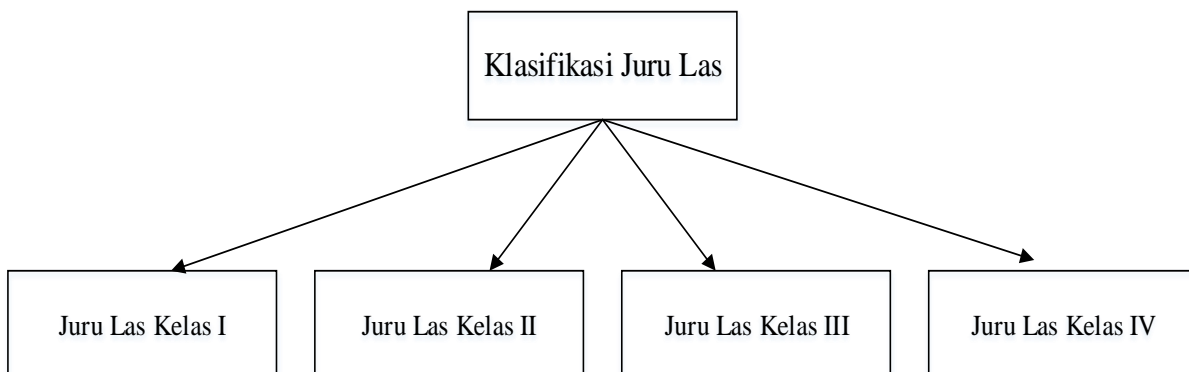 Klasifikasi Juru Las
Juru Las Kelas I
Juru Las Kelas II
Juru Las Kelas III
Juru Las Kelas IV